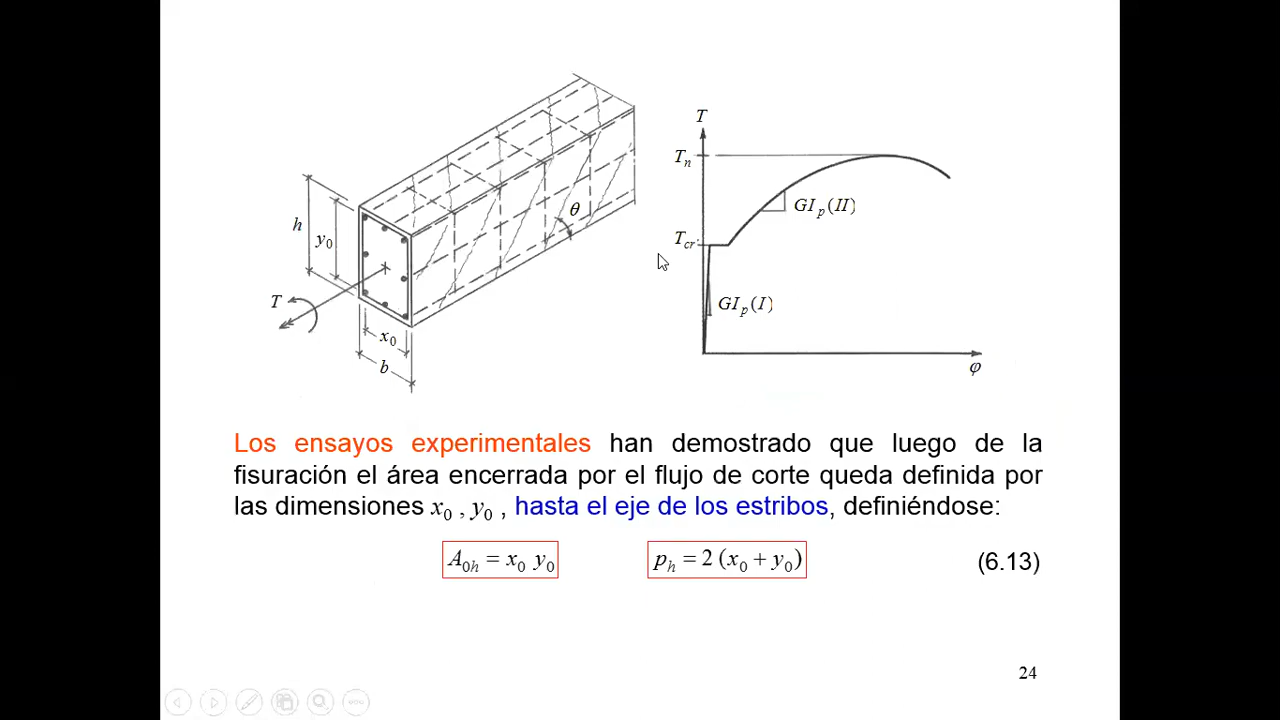 h
y₀
T
x₀
b
θ
T
Tₙ
GIₚ(II)
T_cr
GIₚ(I)
φ
Los ensayos experimentales han demostrado que luego de la
fisuración el área encerrada por el flujo de corte queda definida por
las dimensiones x₀ , y₀ , hasta el eje de los estribos, definiéndose:
A₀ₕ = x₀ y₀ pₕ = 2 (x₀ + y₀) (6.13)
24